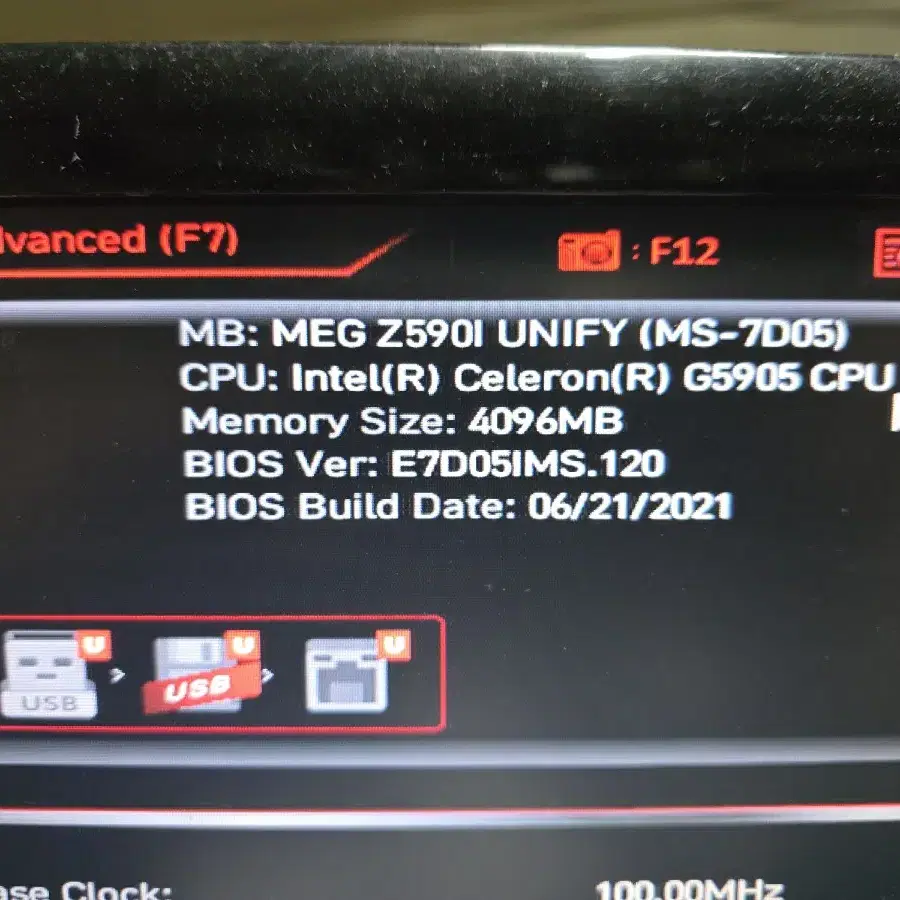 dvanced (F7)
: F12
MB: MEG Z590I UNIFY (MS-7D05)
CPU: Intel(R) Celeron(R) G5905 CPU
Memory Size: 4096MB
BIOS Ver: E7D05IMS.120
BIOS Build Date: 06/21/2021
U U U
USB USB
ase Clock: 100.00MHz